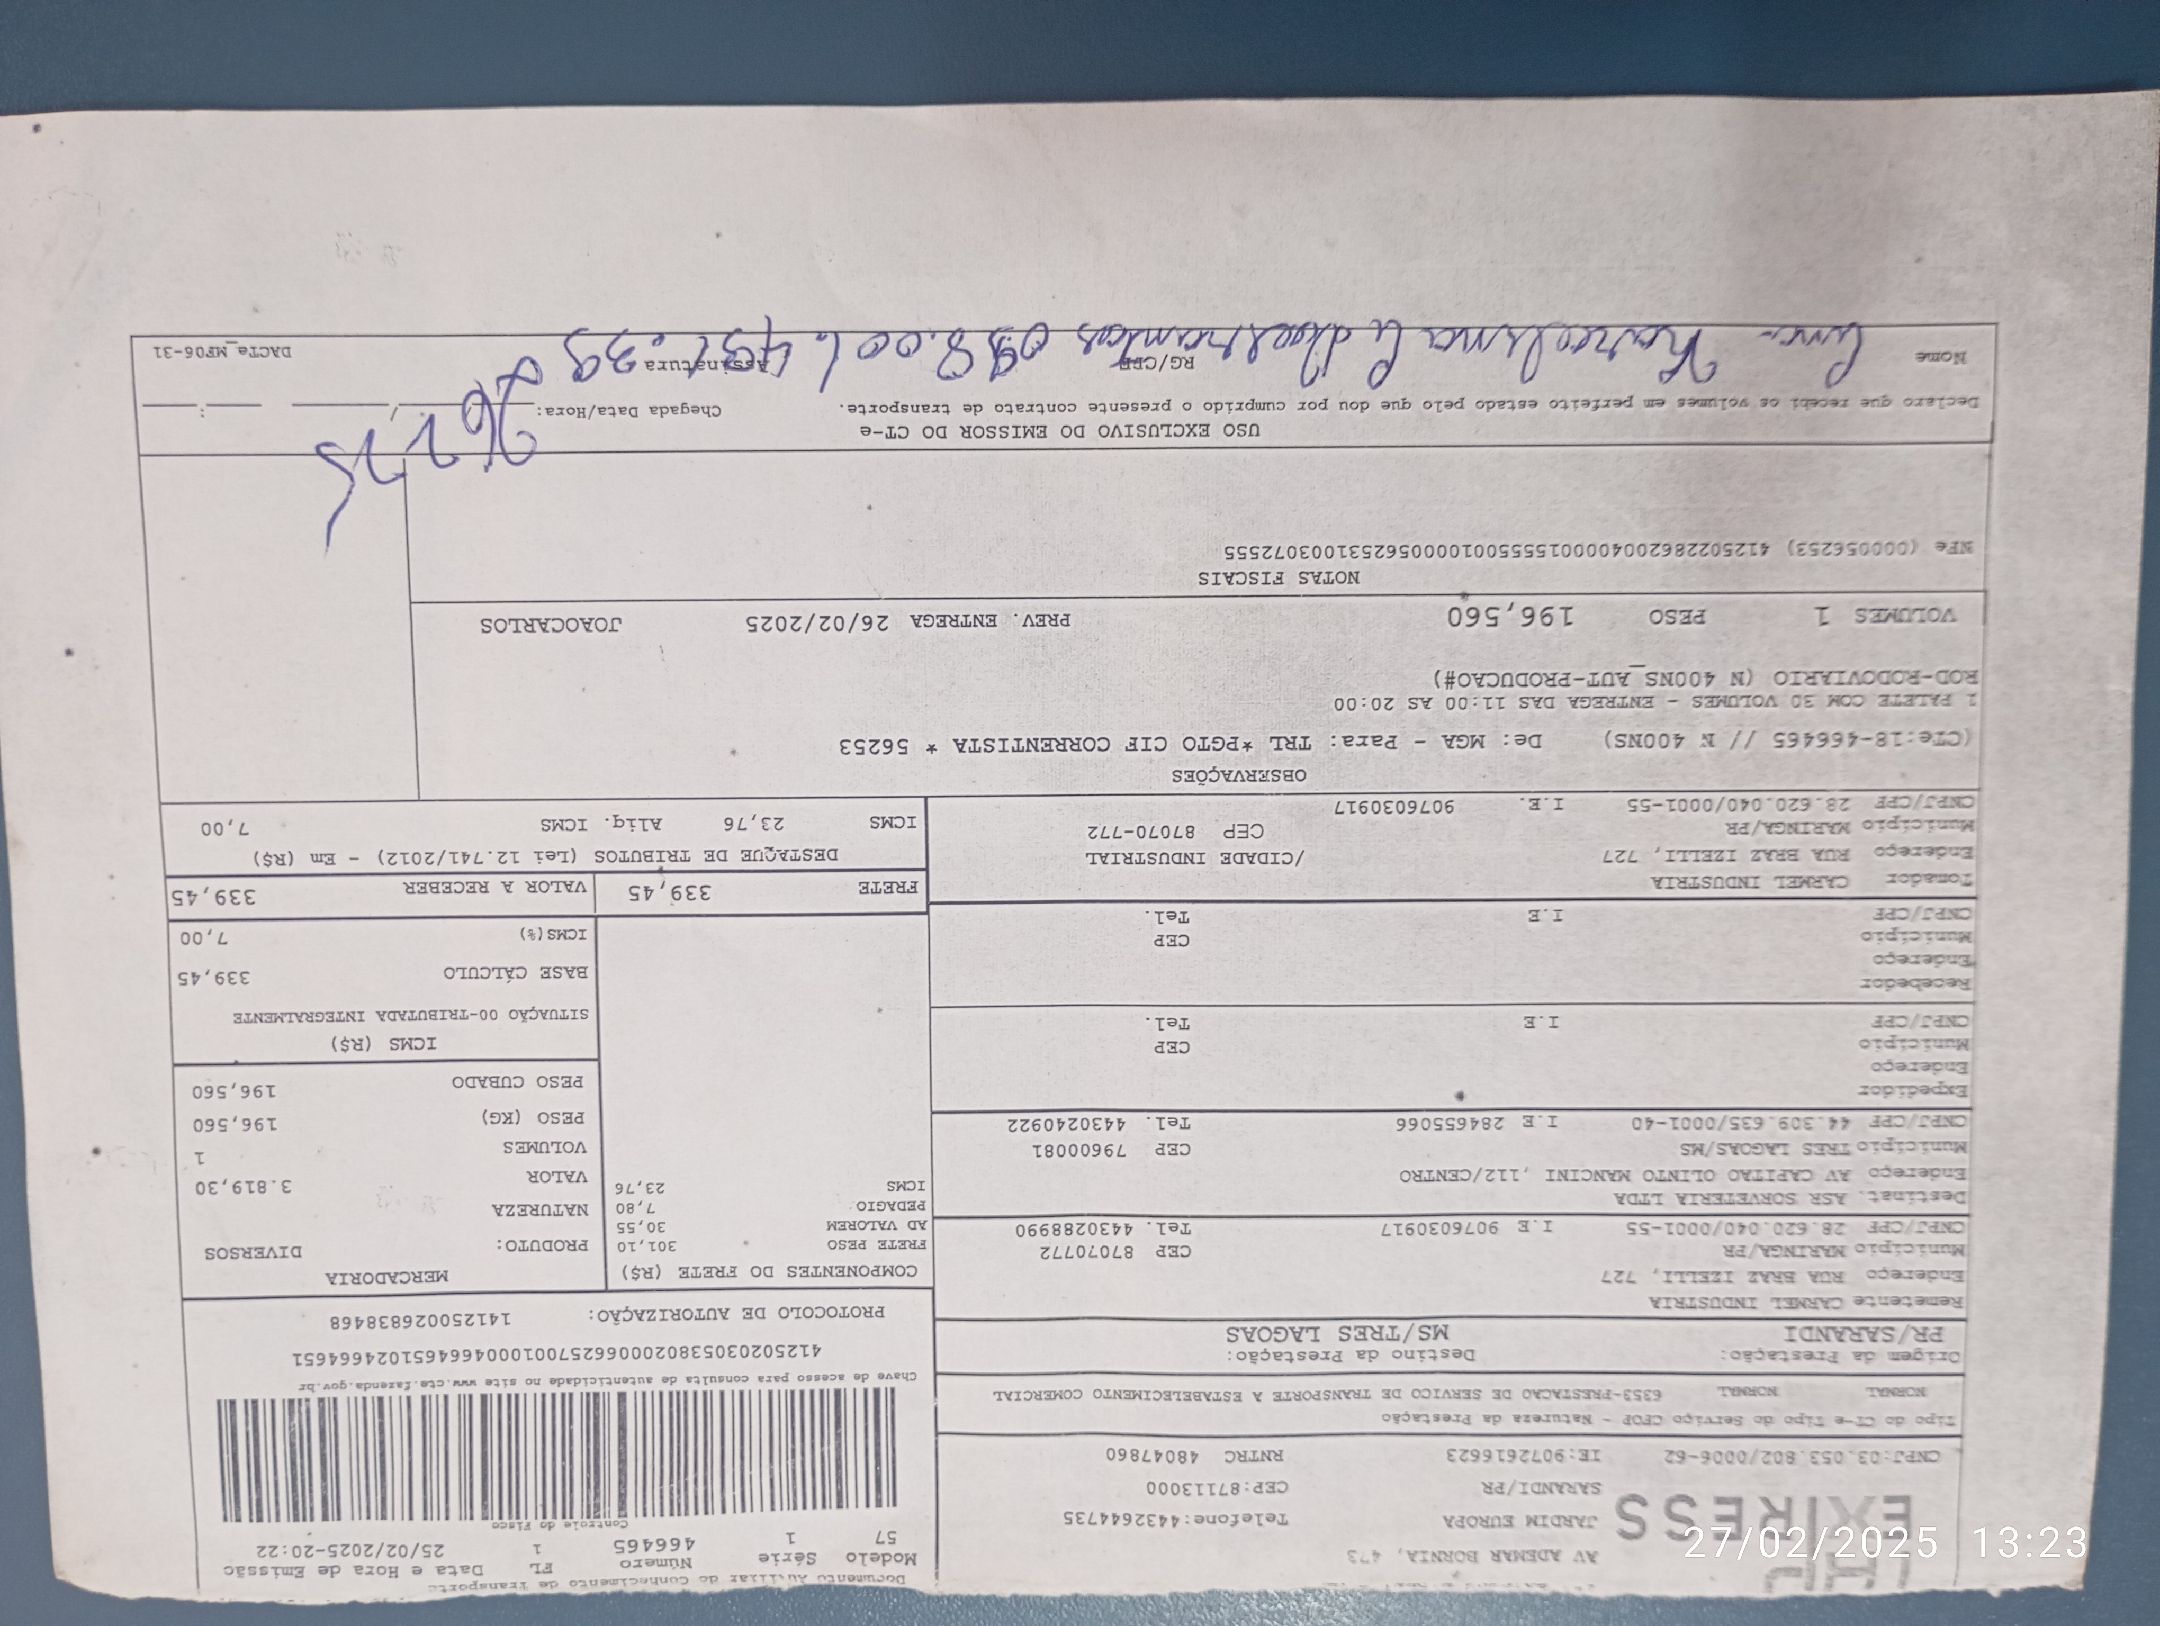 Documento Auxiliar do Conhecimento de Transporte
Modelo Série Número FL Data e Hora de Emissão
57 1 466465 1 25/02/2025-20:22
Controle do Fisco
EXPRESS
AV ADEMAR BORNIA, 473
JARDIM EUROPA Telefone:4432644735
SARANDI/PR CEP:87113000
CNPJ:03.053.802/0006-62 IE:9072616623 RNTRC 48047860
Tipo do CT-e Tipo do Serviço CFOP - Natureza da Prestação
NORMAL NORMAL 6353-PRESTACAO DE SERVICO DE TRANSPORTE A ESTABELECIMENTO COMERCIAL
Chave de acesso para consulta de autenticidade no site www.cte.fazenda.gov.br
41250203053802000662570010004664651024664651
PROTOCOLO DE AUTORIZAÇÃO: 141250026838468
Origem da Prestação: Destino da Prestação:
PR/SARANDI MS/TRES LAGOAS
Remetente CARMEL INDUSTRIA
Endereço RUA BRAZ IZELLI, 727
Município MARINGA/PR CEP 87070772
CNPJ/CPF 28.620.040/0001-55 I.E 9076030917 Tel. 4430288990
Destinat. ASR SORVETERIA LTDA
Endereço AV CAPITAO OLINTO MANCINI ,112/CENTRO
Município TRES LAGOAS/MS CEP 79600081
CNPJ/CPF 44.309.635/0001-40 I.E 284655066 Tel. 4430240922
Expedidor
Endereço
Município CEP
CNPJ/CPF I.E Tel.
Recebedor
Endereço
Município CEP
CNPJ/CPF I.E Tel.
Tomador CARMEL INDUSTRIA
Endereço RUA BRAZ IZELLI, 727 /CIDADE INDUSTRIAL
Município MARINGA/PR CEP 87070-772
CNPJ/CPF 28.620.040/0001-55 I.E. 9076030917
COMPONENTES DO FRETE (R$)
FRETE PESO 301,10
AD VALOREM 30,55
PEDAGIO 7,80
ICMS 23,76
MERCADORIA
PRODUTO: DIVERSOS
NATUREZA
VALOR 3.819,30
VOLUMES 1
PESO (KG) 196,560
PESO CUBADO 196,560
ICMS (R$)
SITUAÇÃO 00-TRIBUTADA INTEGRALMENTE
BASE CÁLCULO 339,45
ICMS(%) 7,00
FRETE 339,45 VALOR A RECEBER 339,45
DESTAQUE DE TRIBUTOS (Lei 12.741/2012) - Em (R$)
ICMS 23,76 Aliq. ICMS 7,00
OBSERVAÇÕES
(CTe:18-466465 // N 400NS) De: MGA - Para: TRL *PGTO CIF CORRENTISTA * 56253
1 PALETE COM 30 VOLUMES - ENTREGA DAS 11:00 AS 20:00
ROD-RODOVIARIO (N 400NS_AUT-PRODUCAO#)
VOLUMES 1 PESO 196,560 PREV. ENTREGA 26/02/2025 JOAOCARLOS
NOTAS FISCAIS
NFe (000056253) 41250228620040000155550010000562531003072555
USO EXCLUSIVO DO EMISSOR DO CT-e
Declaro que recebi os volumes em perfeito estado pelo que dou por cumprido o presente contrato de transporte.
Chegada Data/Hora: / / :
26 2 25
Nome RG/CPF Assinatura DACTe_MF06-31
27/02/2025 13:23